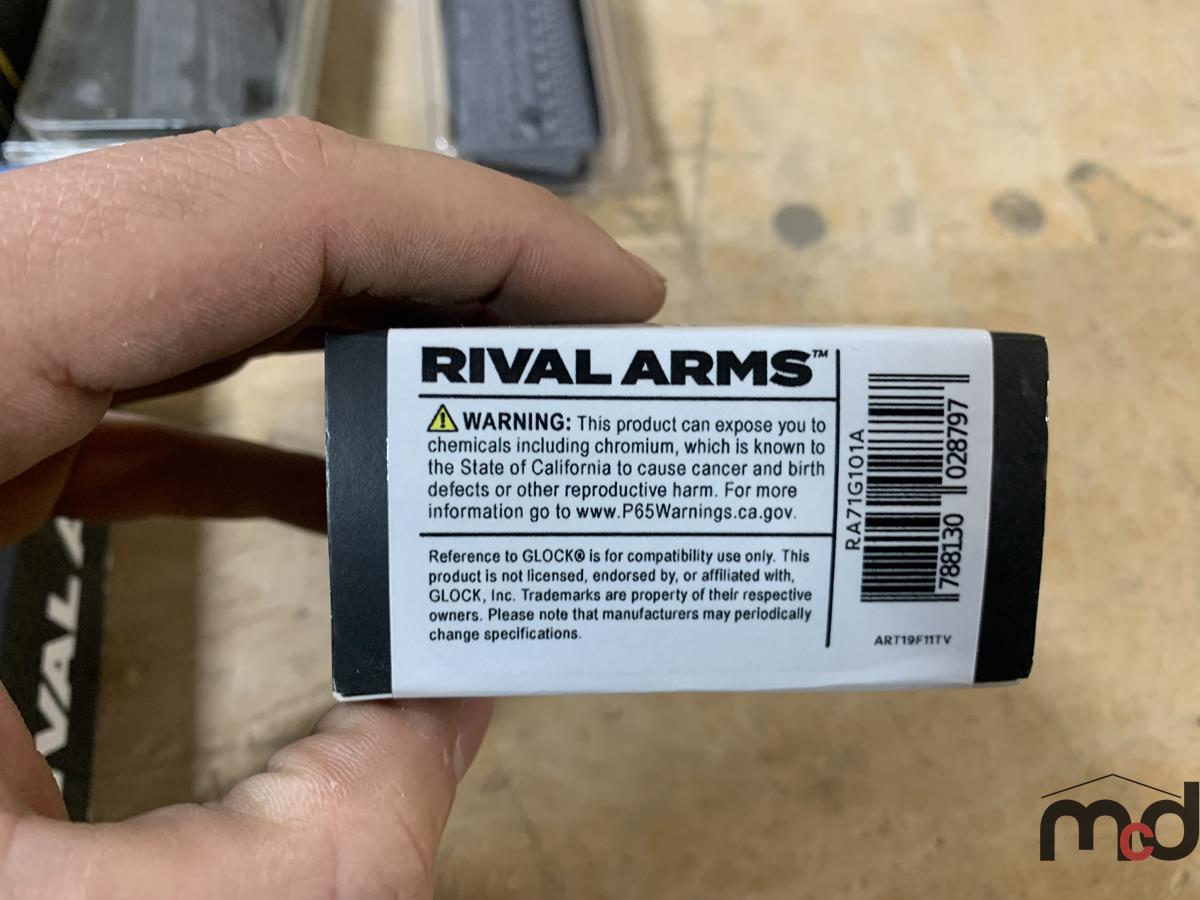 RIVAL ARMS™
⚠ WARNING: This product can expose you to
chemicals including chromium, which is known to
the State of California to cause cancer and birth
defects or other reproductive harm. For more
information go to www.P65Warnings.ca.gov.
Reference to GLOCK® is for compatibility use only. This
product is not licensed, endorsed by, or affiliated with,
GLOCK, Inc. Trademarks are property of their respective
owners. Please note that manufacturers may periodically
change specifications.
RA71G101A
788130 028797
ART19F11TV
IVAL A
mcd